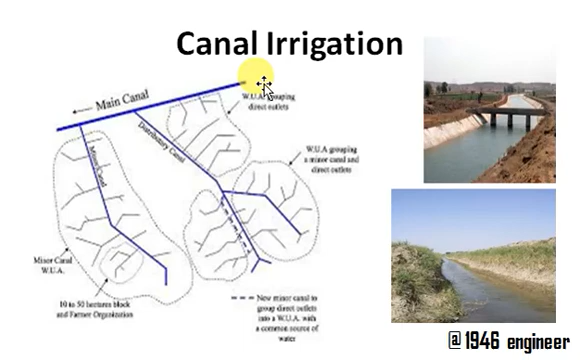 Canal Irrigation
Main Canal
W.U.A grouping
direct outlets
Distributary Canal
Minor Canal
W.U.A grouping
a minor canal and
direct outlets
Minor Canal
W.U.A.
10 to 50 hectares block
and Farmer Organization
New minor canal to
group direct outlets
into a W.U.A. with
a common source of
water
@1946 engineer